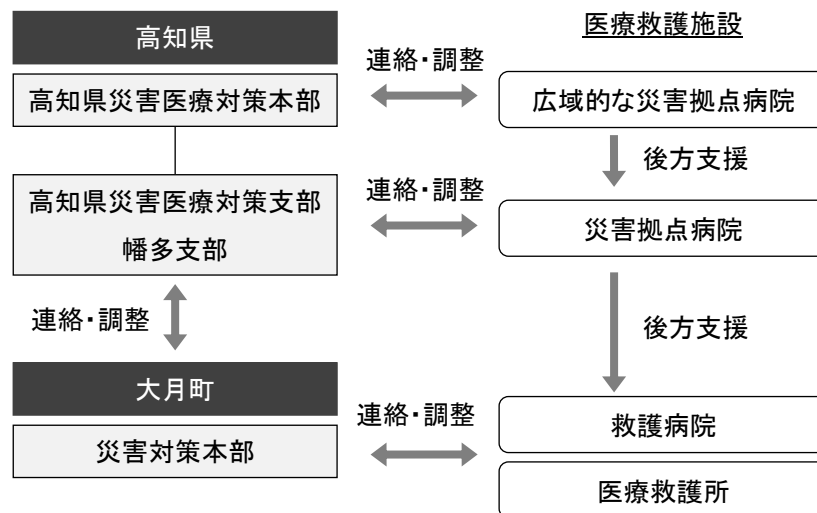 高知県
医療救護施設
連絡・調整
高知県災害医療対策本部
広域的な災害拠点病院
後方支援
高知県災害医療対策支部
幡多支部
連絡・調整
災害拠点病院
連絡・調整
後方支援
大月町
連絡・調整
救護病院
災害対策本部
医療救護所